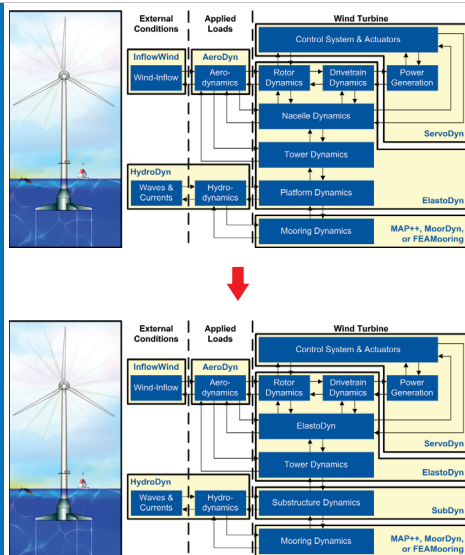 External
Conditions
Applied
Loads
Wind Turbine
Control System & Actuators
InflowWind
AeroDyn
Wind-Inflow
Aero-
dynamics
Rotor
Dynamics
Drivetrain
Dynamics
Power
Generation
Nacelle Dynamics
ServoDyn
Tower Dynamics
HydroDyn
Waves &
Currents
Hydro-
dynamics
Platform Dynamics
ElastoDyn
Mooring Dynamics
MAP++, MoorDyn,
or FEAMooring
External
Conditions
Applied
Loads
Wind Turbine
Control System & Actuators
InflowWind
AeroDyn
Wind-Inflow
Aero-
dynamics
Rotor
Dynamics
Drivetrain
Dynamics
Power
Generation
ElastoDyn
ServoDyn
Tower Dynamics
ElastoDyn
HydroDyn
Waves &
Currents
Hydro-
dynamics
Substructure Dynamics
SubDyn
Mooring Dynamics
MAP++, MoorDyn,
or FEAMooring